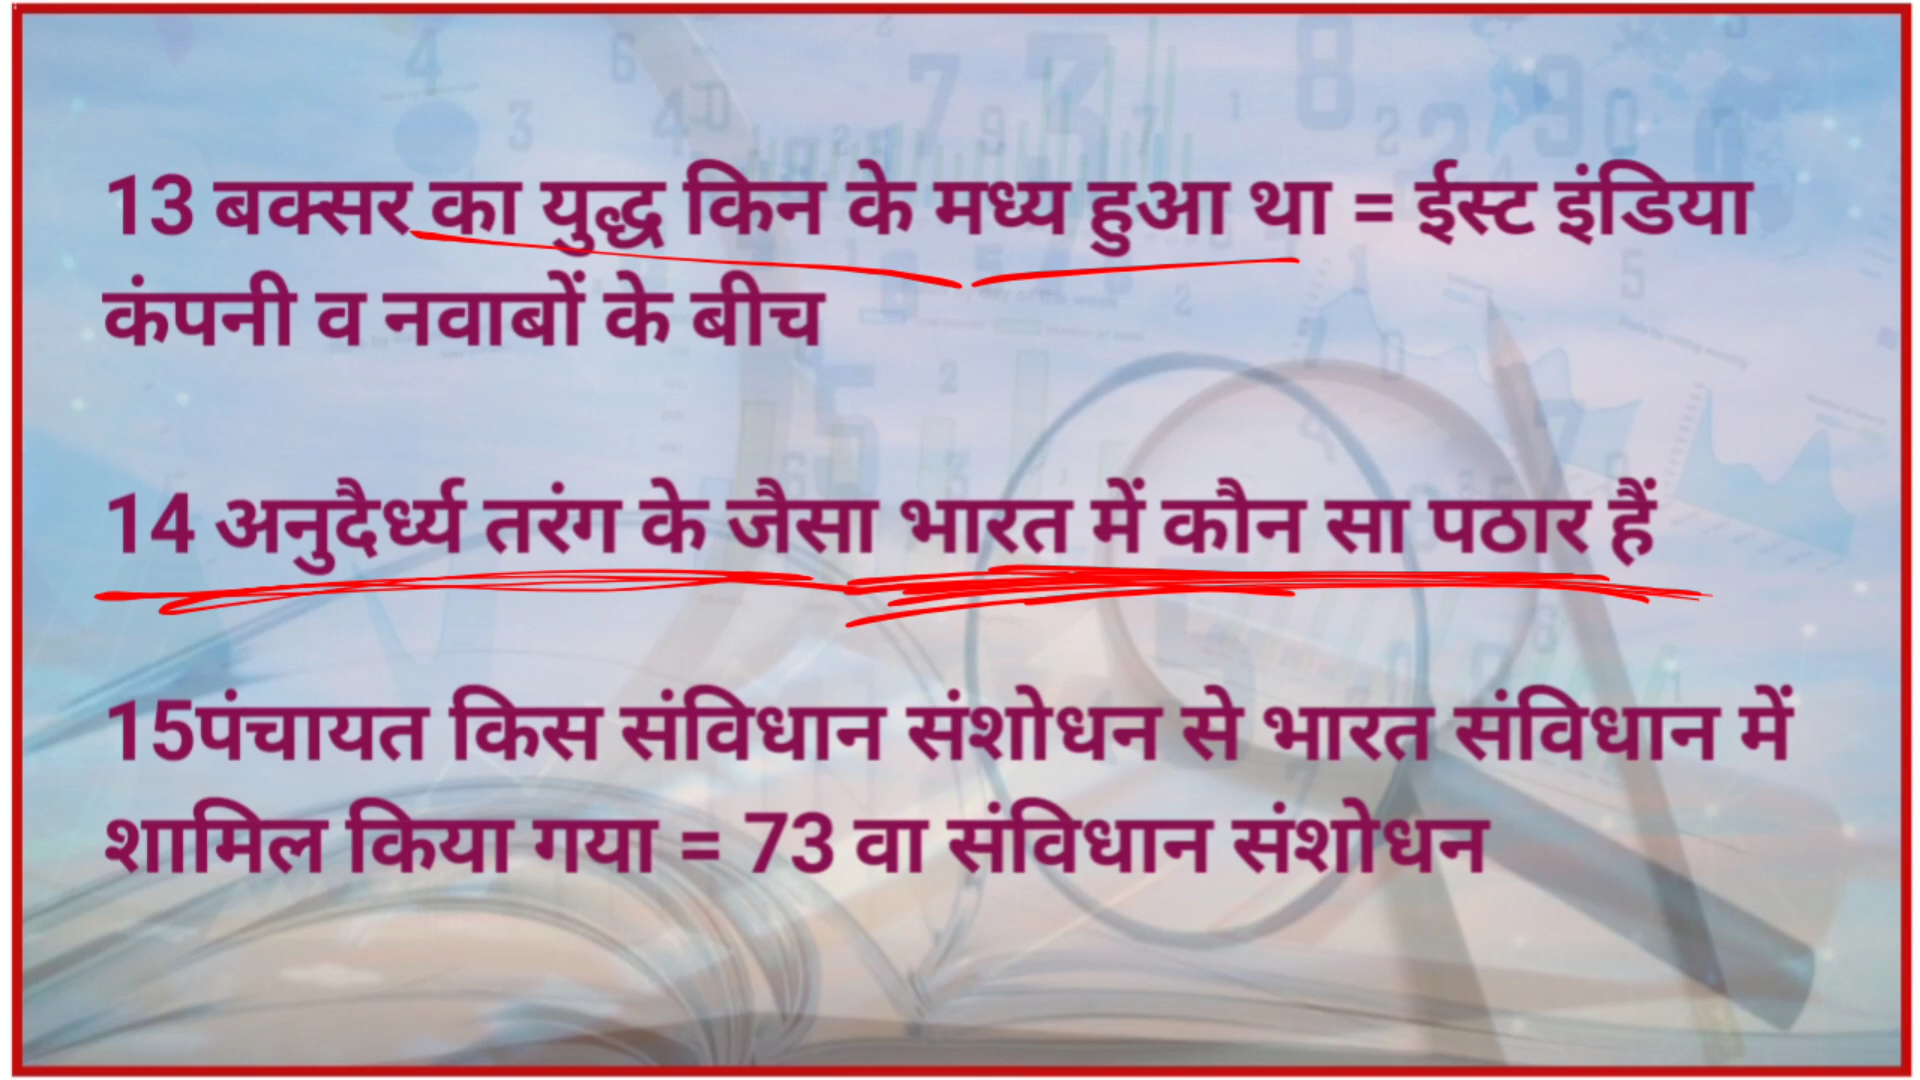 13 बक्सर का युद्ध किन के मध्य हुआ था = ईस्ट इंडिया
कंपनी व नवाबों के बीच
14 अनुदैर्ध्य तरंग के जैसा भारत में कौन सा पठार हैं
15पंचायत किस संविधान संशोधन से भारत संविधान में
शामिल किया गया = 73 वा संविधान संशोधन